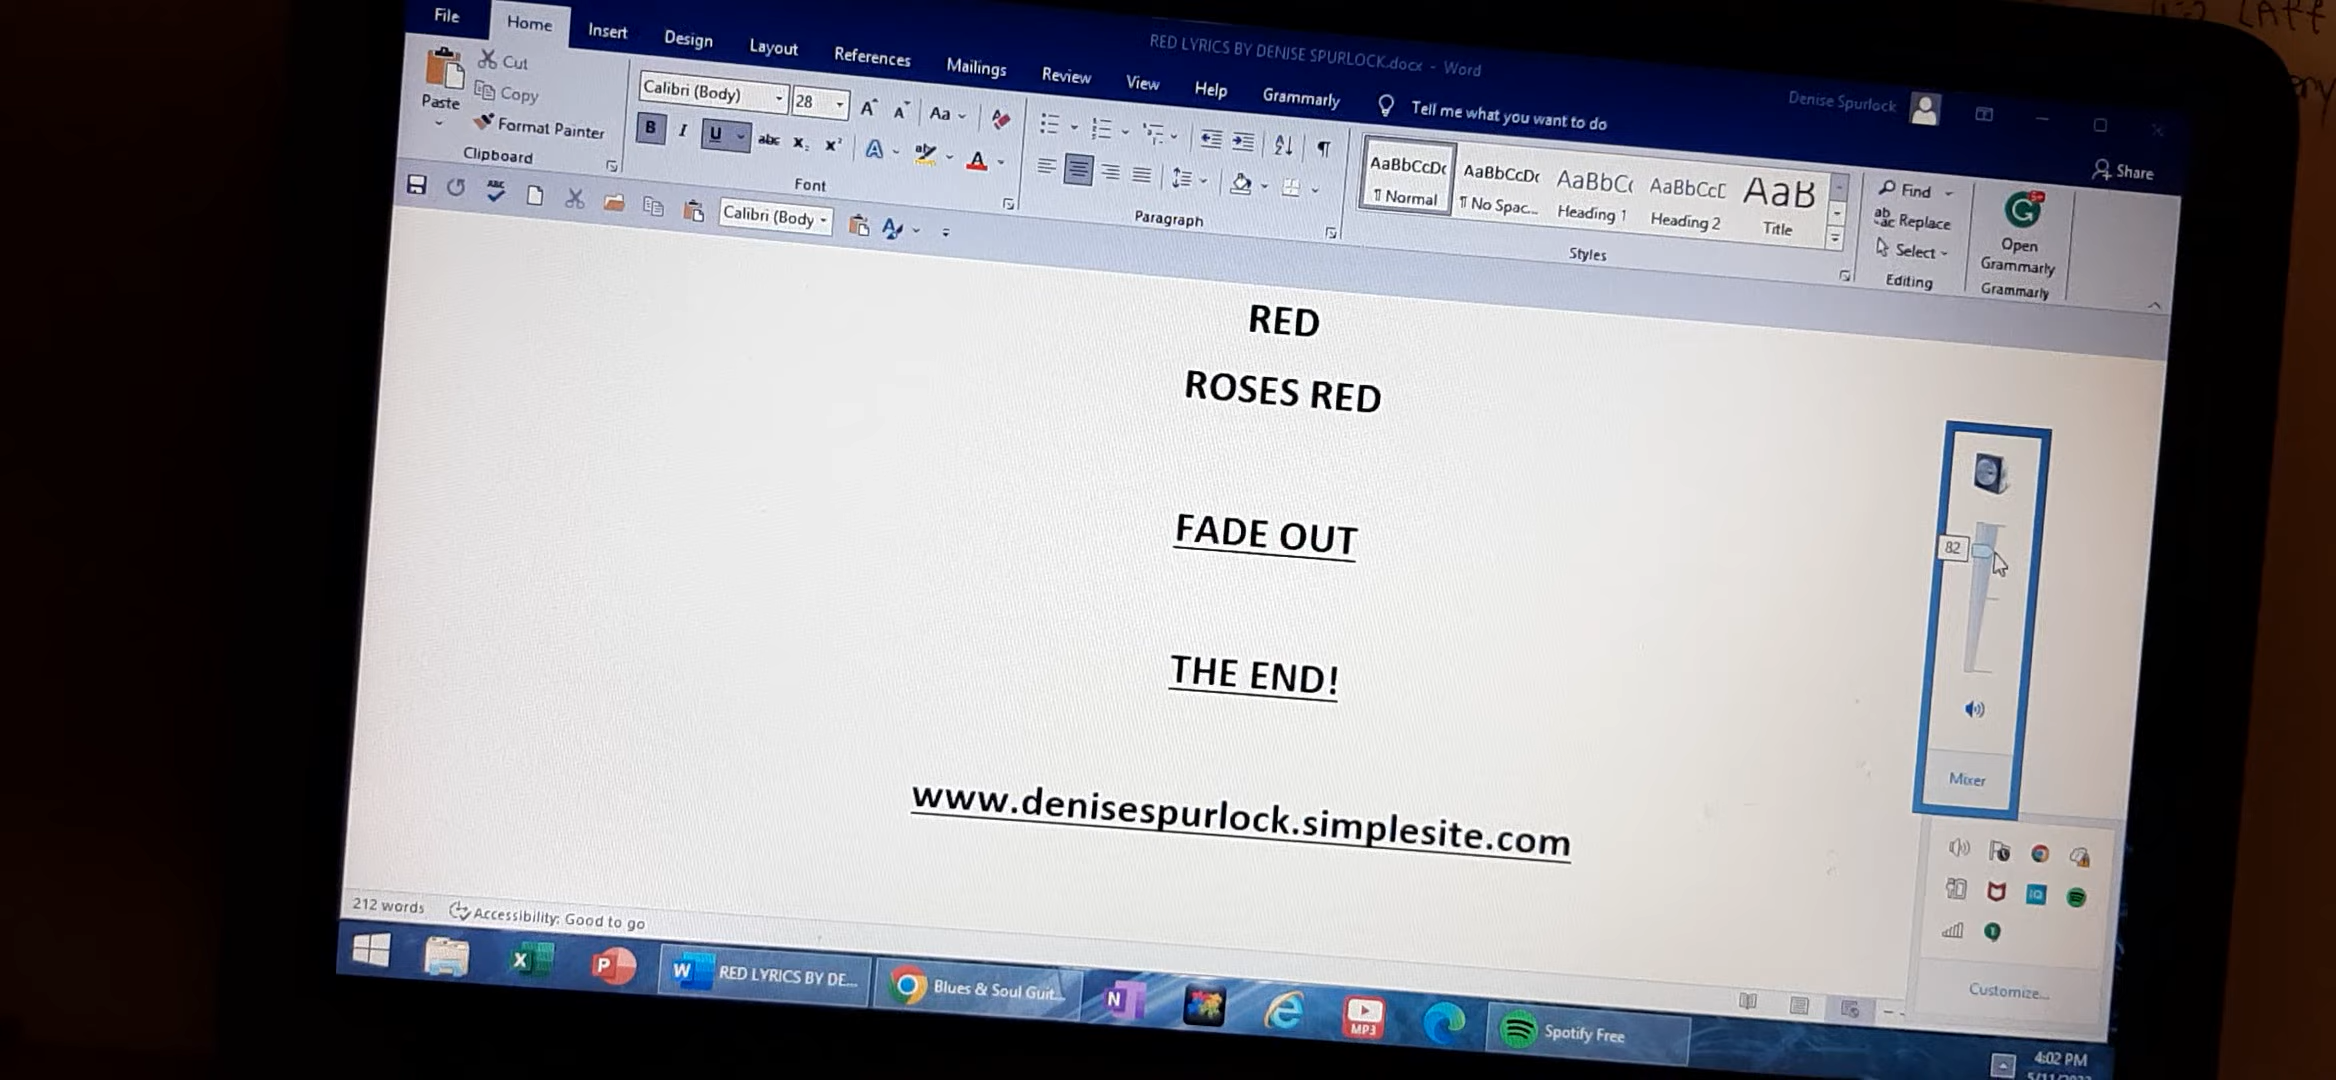 File Home Insert Design Layout References Mailings Review View Help Grammarly Tell me what you want to do
RED LYRICS BY DENISE SPURLOCK.docx - Word
Denise Spurlock
Share
Paste
Cut
Copy
Format Painter
Clipboard
Calibri (Body) 28
Font
Paragraph
AaBbCcDc AaBbCcDc AaBbC( AaBbCcD AaB
¶ Normal ¶ No Spac... Heading 1 Heading 2 Title
Styles
Find
Replace
Select
Editing
Open
Grammarly
Grammarly
Calibri (Body
RED
ROSES RED
FADE OUT
THE END!
www.denisespurlock.simplesite.com
82
Mixer
Customize...
212 words Accessibility: Good to go
RED LYRICS BY DE...
Blues & Soul Guit...
MP3
Spotify Free
4:02 PM